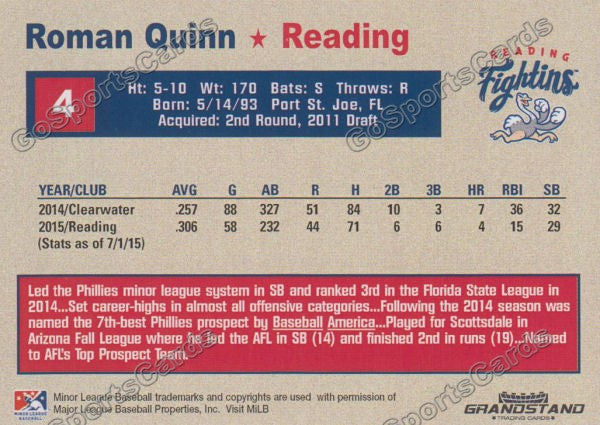 Roman Quinn ★ Reading
READING
Fightins
4
Ht: 5-10 Wt: 170 Bats: S Throws: R
Born: 5/14/93 Port St. Joe, FL
Acquired: 2nd Round, 2011 Draft
YEAR/CLUB AVG G AB R H 2B 3B HR RBI SB
2014/Clearwater .257 88 327 51 84 10 3 7 36 32
2015/Reading .306 58 232 44 71 6 6 4 15 29
(Stats as of 7/1/15)
Led the Phillies minor league system in SB and ranked 3rd in the Florida State League in
2014...Set career-highs in almost all offensive categories...Following the 2014 season was
named the 7th-best Phillies prospect by Baseball America...Played for Scottsdale in
Arizona Fall League where he led the AFL in SB (14) and finished 2nd in runs (19)...Named
to AFL's Top Prospect Team.
MINOR LEAGUE
BASEBALL
Minor League Baseball trademarks and copyrights are used with permission of
Major League Baseball Properties, Inc. Visit MiLB
GRANDSTAND
TRADING CARDS
GoSportsCards
GoSportsCards
GoSportsCards
GoSportsCards
GoSportsCards
GoSportsCards